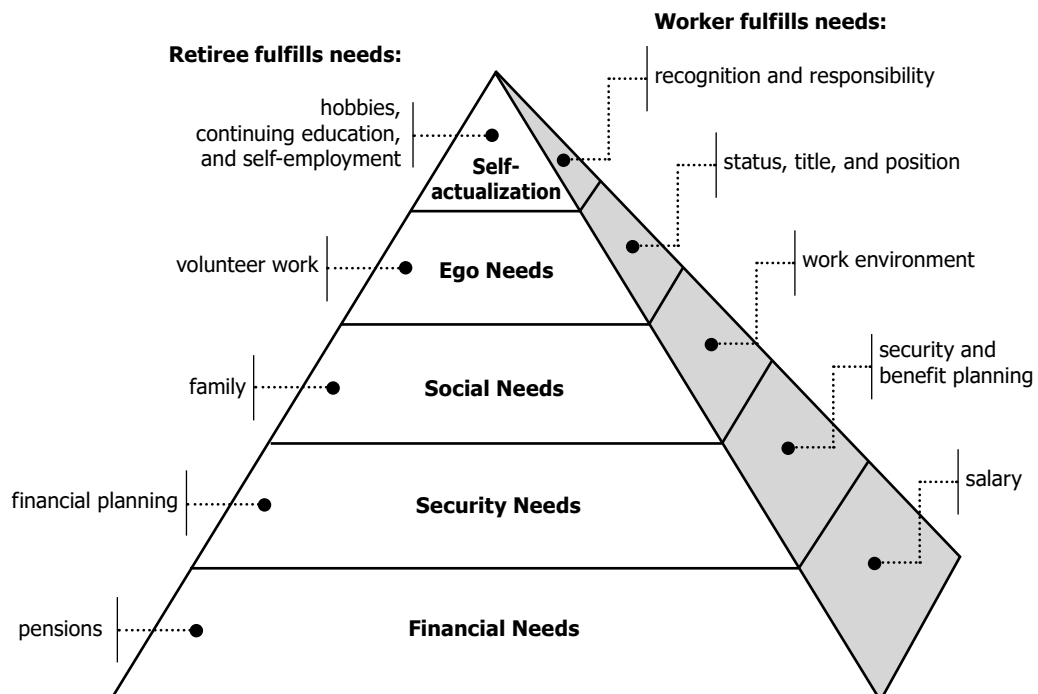 Worker fulfills needs:
Retiree fulfills needs:
recognition and responsibility
hobbies,
continuing education,
and self-employment
Self-
actualization
status, title, and position
volunteer work
Ego Needs
work environment
family
Social Needs
security and
benefit planning
financial planning
Security Needs
salary
pensions
Financial Needs